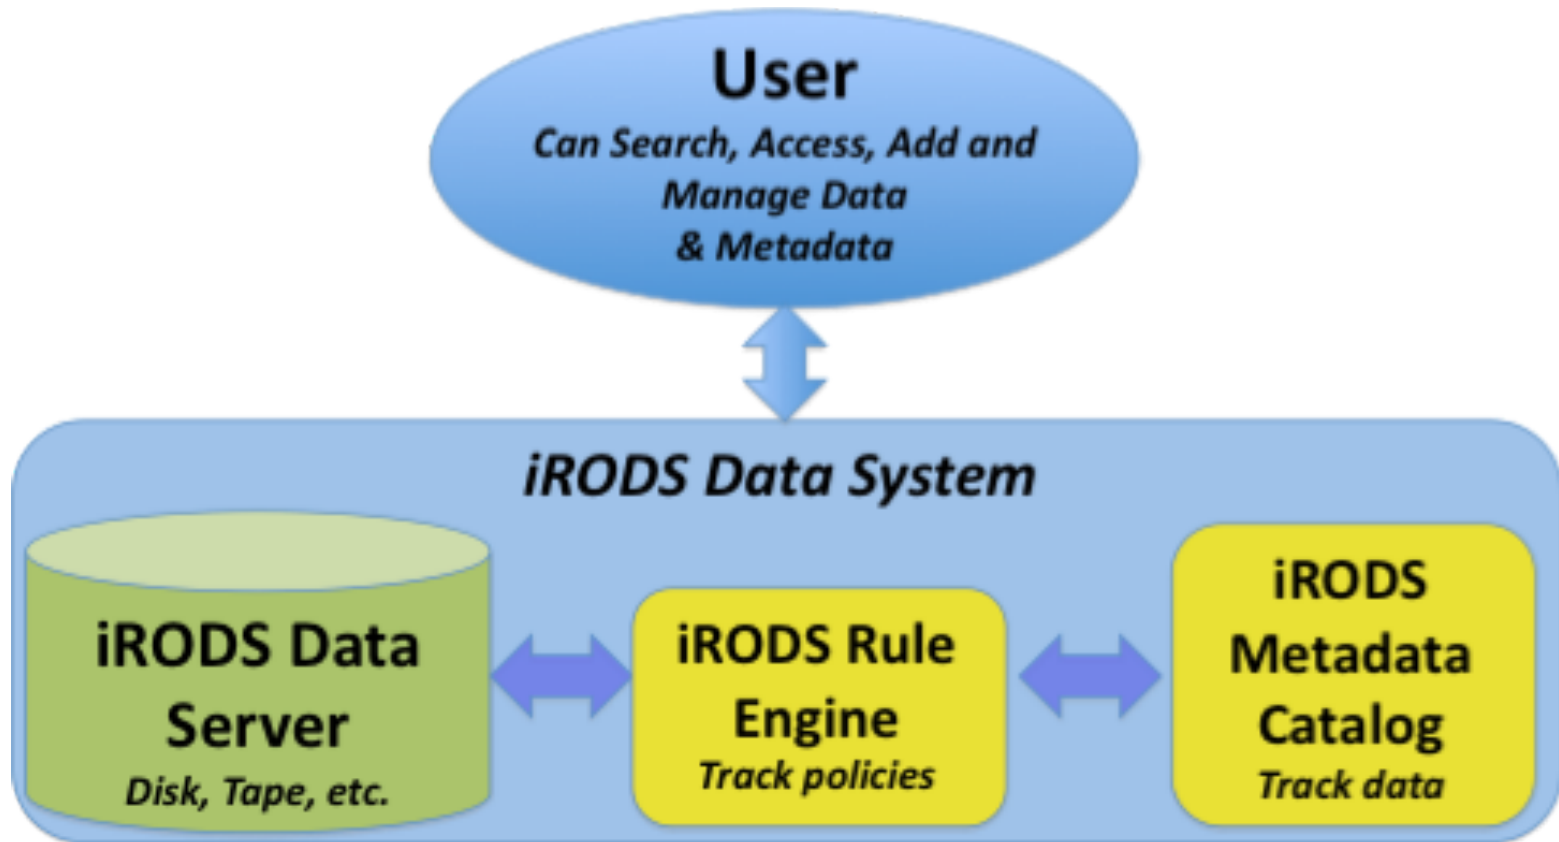 User
Can Search, Access, Add and
Manage Data
& Metadata
iRODS Data System
iRODS Data
Server
Disk, Tape, etc.
iRODS Rule
Engine
Track policies
iRODS
Metadata
Catalog
Track data